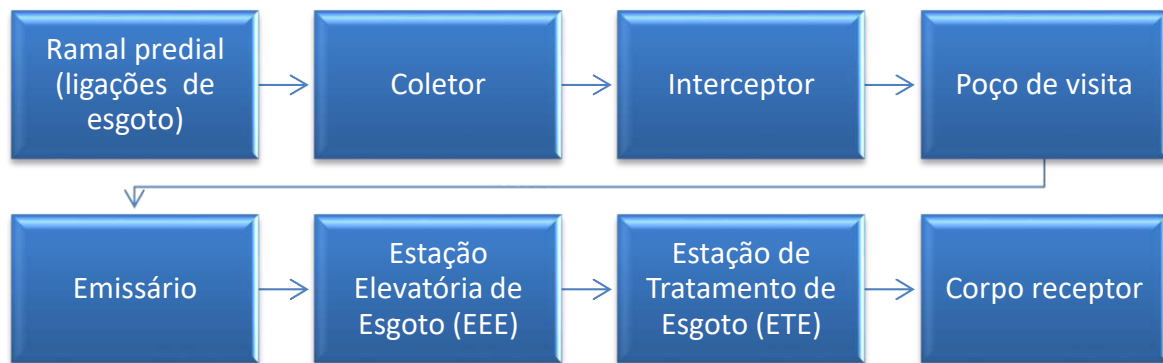 Ramal predial
(ligações de
esgoto)
Coletor
Interceptor
Poço de visita
Emissário
Estação
Elevatória de
Esgoto (EEE)
Estação de
Tratamento de
Esgoto (ETE)
Corpo receptor